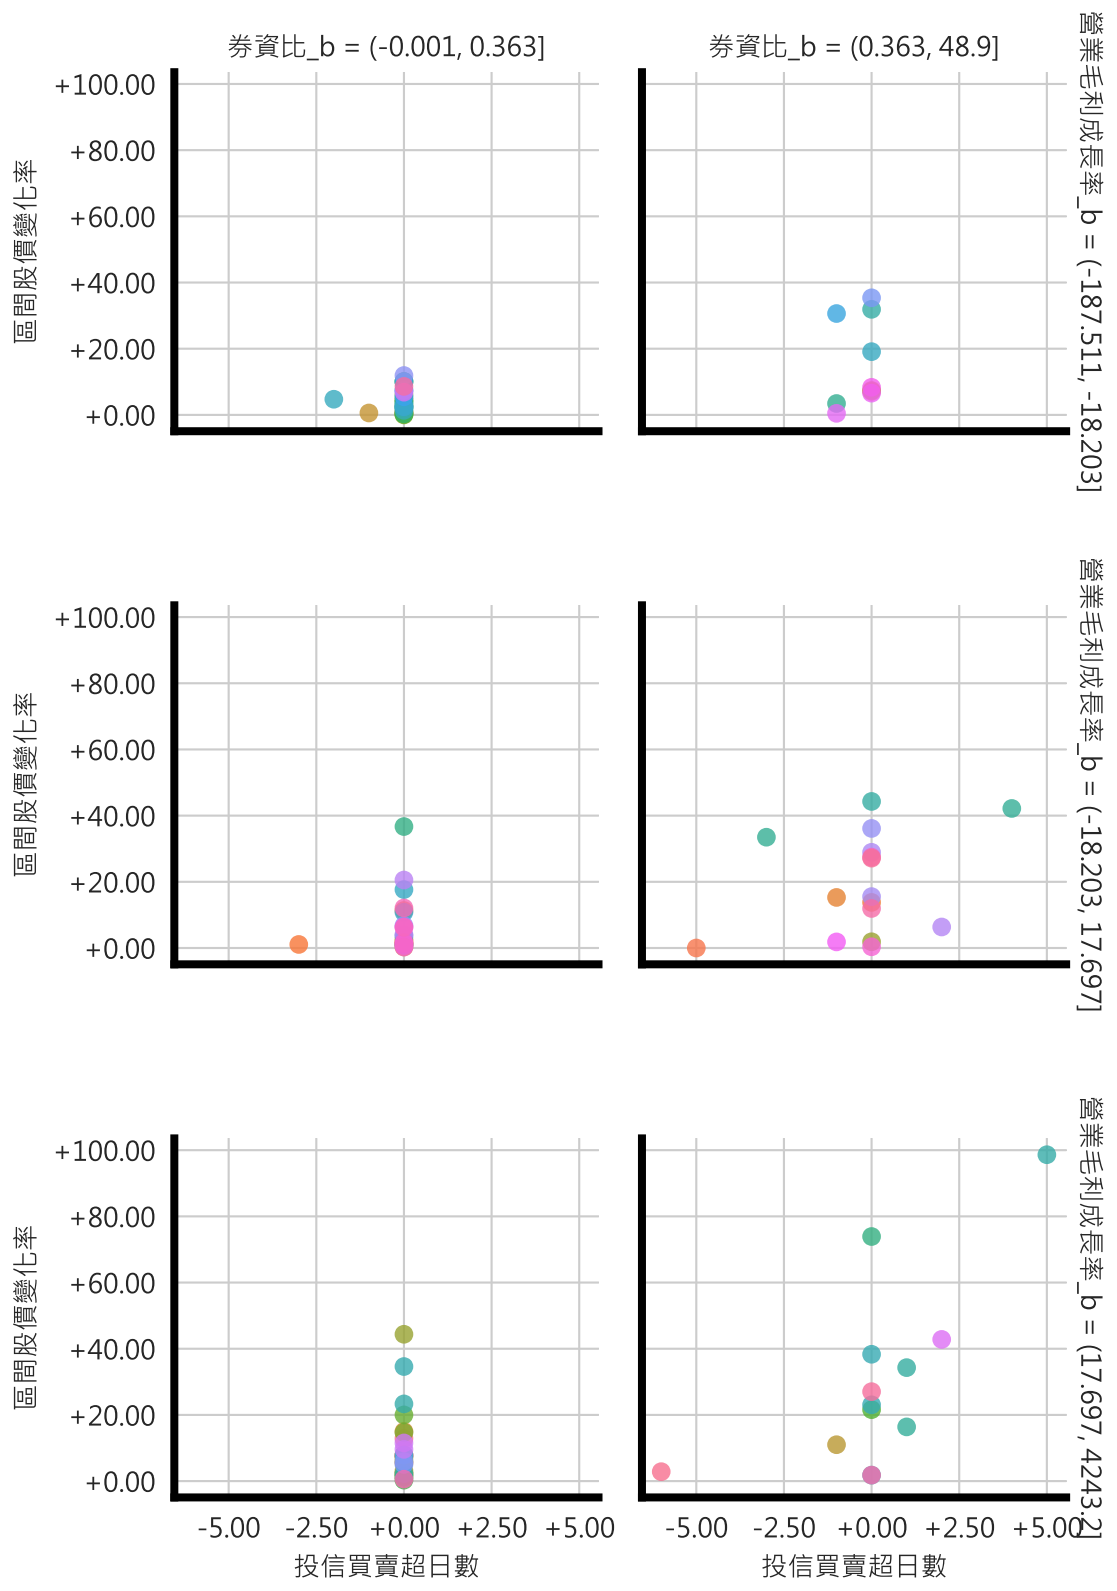 券資比_b = (-0.001, 0.363]
券資比_b = (0.363, 48.9]
+100.00
+80.00
+60.00
+40.00
+20.00
+0.00
區間股價變化率
營業毛利成長率_b = (-187.511, -18.203]
+100.00
+80.00
+60.00
+40.00
+20.00
+0.00
區間股價變化率
營業毛利成長率_b = (-18.203, 17.697]
+100.00
+80.00
+60.00
+40.00
+20.00
+0.00
區間股價變化率
營業毛利成長率_b = (17.697, 4243.2]
-5.00 -2.50 +0.00 +2.50 +5.00
-5.00 -2.50 +0.00 +2.50 +5.00
投信買賣超日數
投信買賣超日數